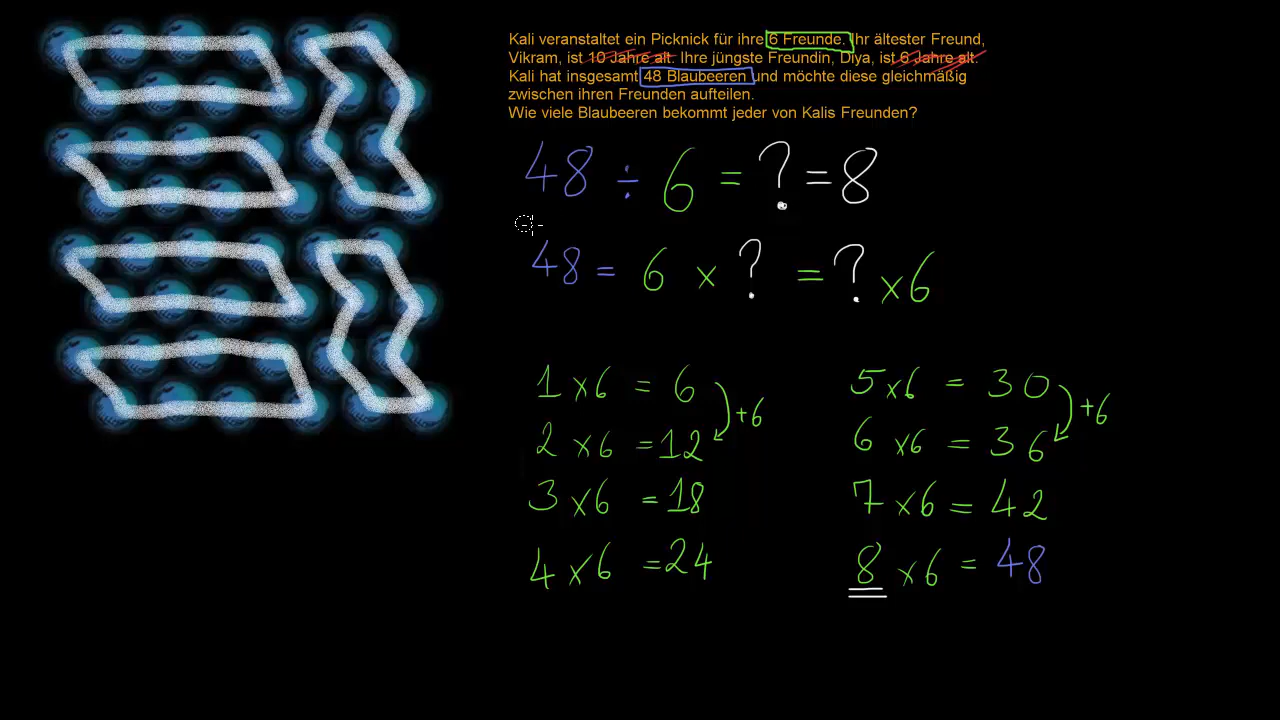 Kali veranstaltet ein Picknick für ihre 6 Freunde. Ihr ältester Freund,
Vikram, ist 10 Jahre alt. Ihre jüngste Freundin, Diya, ist 6 Jahre alt.
Kali hat insgesamt 48 Blaubeeren und möchte diese gleichmäßig
zwischen ihren Freunden aufteilen.
Wie viele Blaubeeren bekommt jeder von Kalis Freunden?
48 ÷ 6 = ? = 8
48 = 6 x ? = ? x 6
1 x 6 = 6
+6
2 x 6 = 12
3 x 6 = 18
4 x 6 = 24
5 x 6 = 30
+6
6 x 6 = 36
7 x 6 = 42
8 x 6 = 48